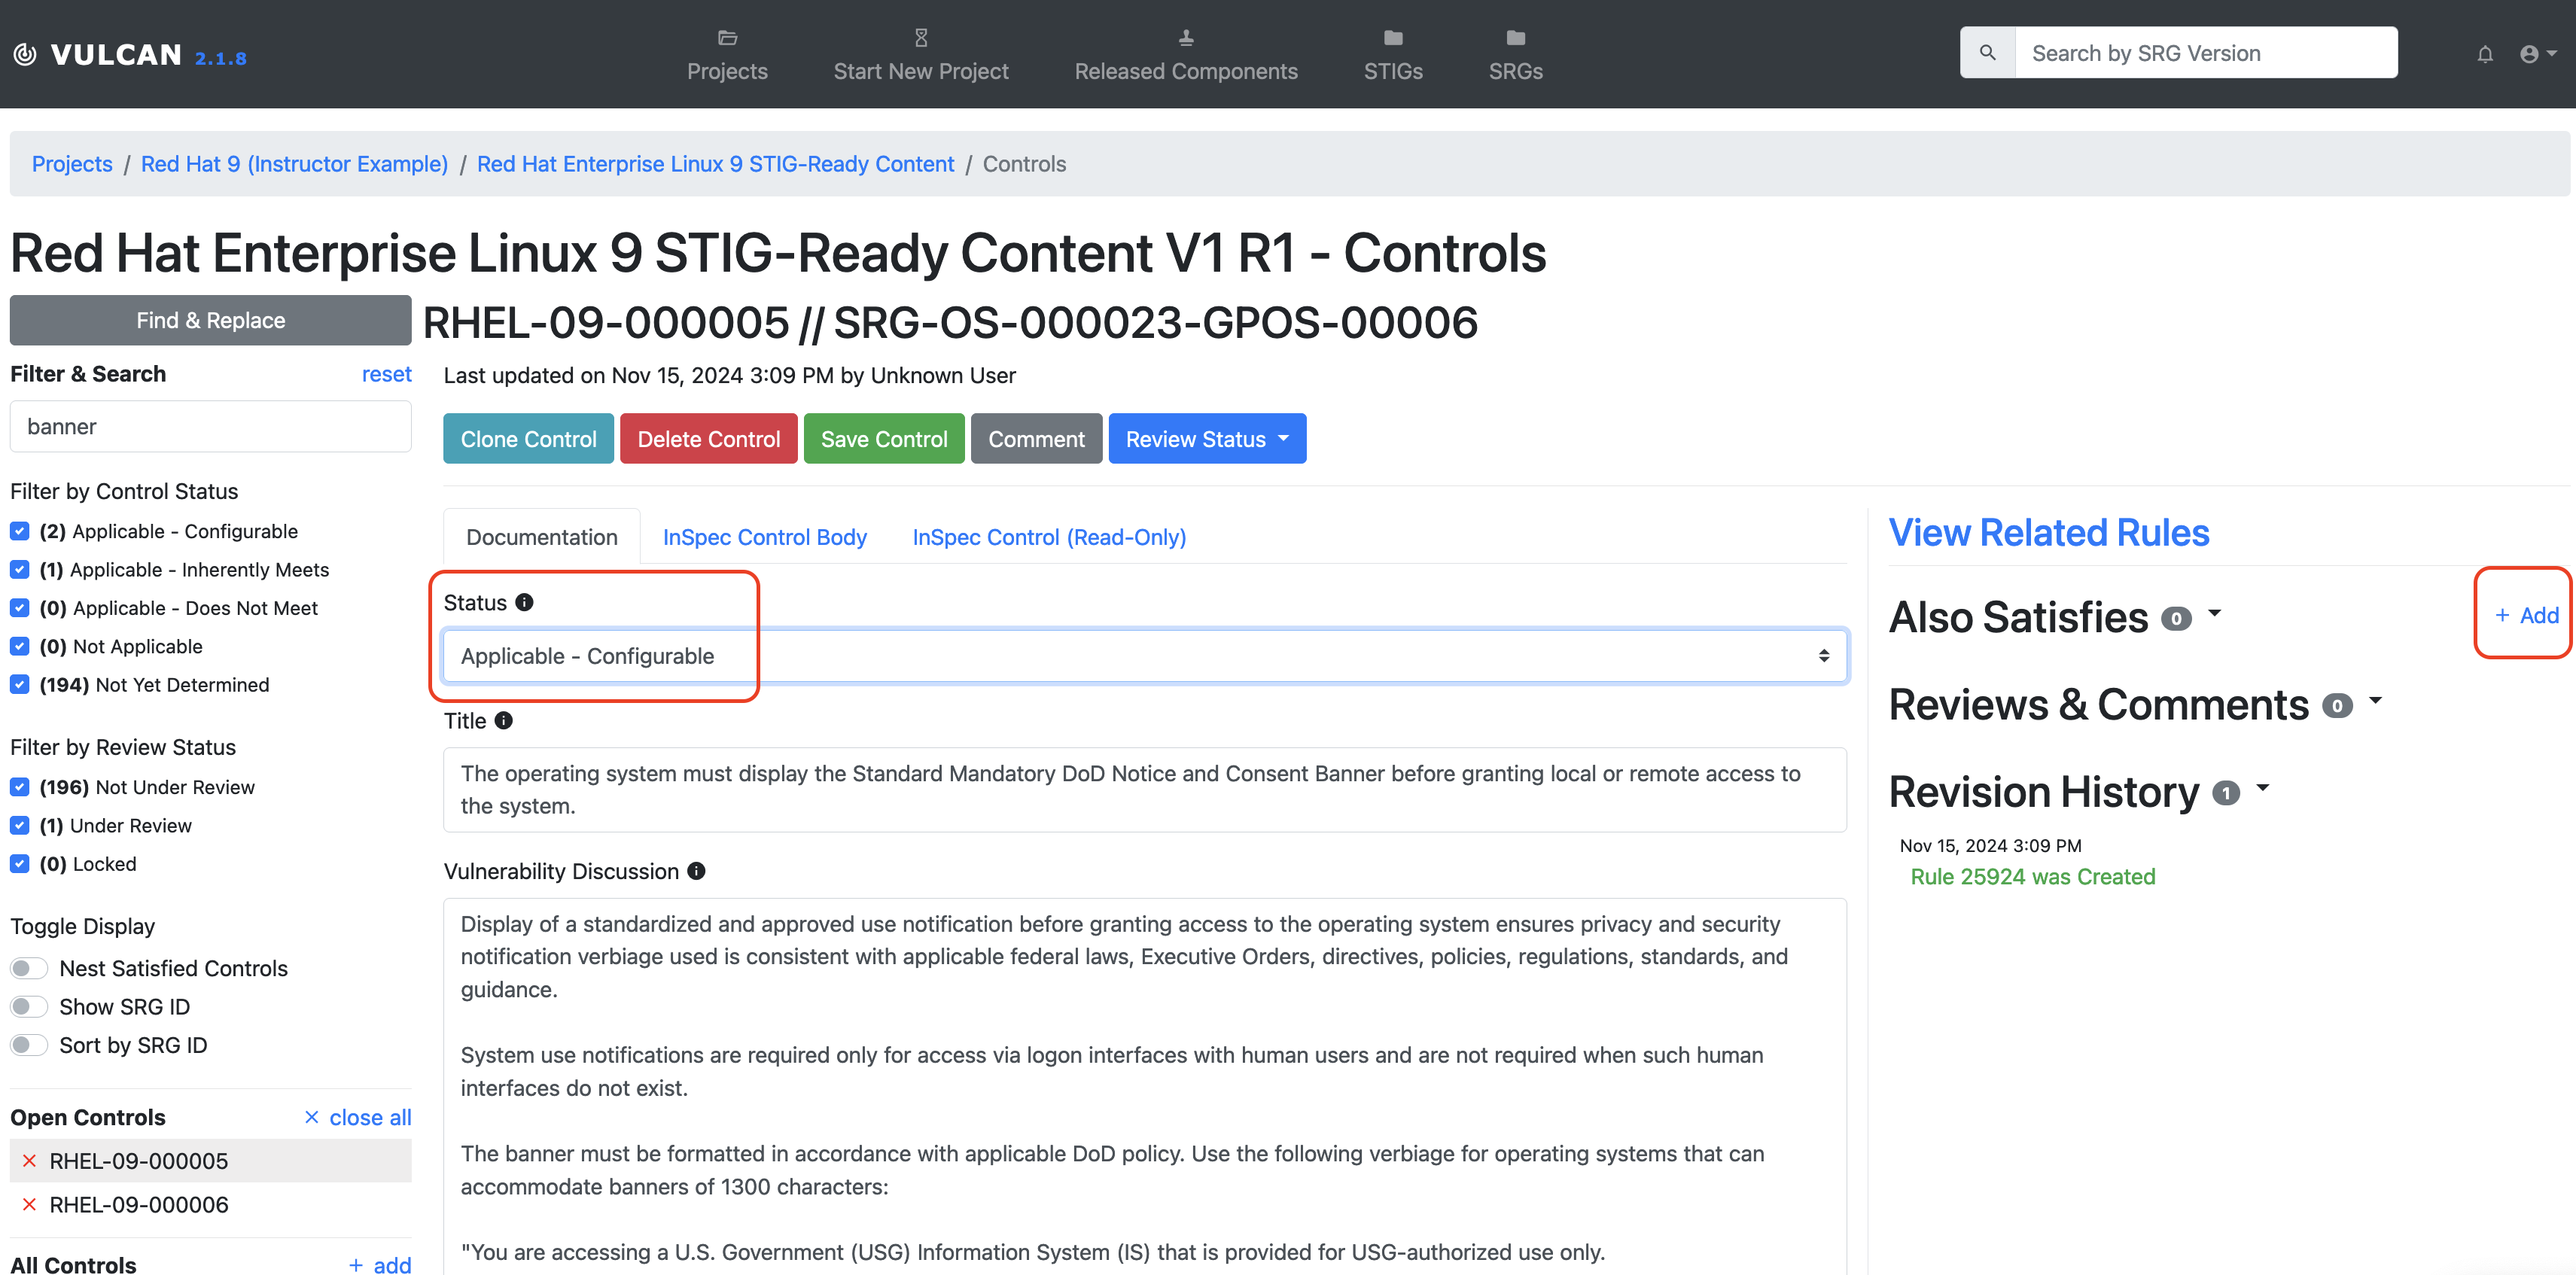 VULCAN 2.1.8
Projects
Start New Project
Released Components
STIGs
SRGs
Search by SRG Version
Projects / Red Hat 9 (Instructor Example) / Red Hat Enterprise Linux 9 STIG-Ready Content / Controls
Red Hat Enterprise Linux 9 STIG-Ready Content V1 R1 - Controls
Find & Replace
Filter & Search reset
banner
Filter by Control Status
(2) Applicable - Configurable
(1) Applicable - Inherently Meets
(0) Applicable - Does Not Meet
(0) Not Applicable
(194) Not Yet Determined
Filter by Review Status
(196) Not Under Review
(1) Under Review
(0) Locked
Toggle Display
Nest Satisfied Controls
Show SRG ID
Sort by SRG ID
Open Controls × close all
× RHEL-09-000005
× RHEL-09-000006
All Controls + add
RHEL-09-000005 // SRG-OS-000023-GPOS-00006
Last updated on Nov 15, 2024 3:09 PM by Unknown User
Clone Control
Delete Control
Save Control
Comment
Review Status
Documentation
InSpec Control Body
InSpec Control (Read-Only)
Status
Applicable - Configurable
Title
The operating system must display the Standard Mandatory DoD Notice and Consent Banner before granting local or remote access to
the system.
Vulnerability Discussion
Display of a standardized and approved use notification before granting access to the operating system ensures privacy and security
notification verbiage used is consistent with applicable federal laws, Executive Orders, directives, policies, regulations, standards, and
guidance.
System use notifications are required only for access via logon interfaces with human users and are not required when such human
interfaces do not exist.
The banner must be formatted in accordance with applicable DoD policy. Use the following verbiage for operating systems that can
accommodate banners of 1300 characters:
"You are accessing a U.S. Government (USG) Information System (IS) that is provided for USG-authorized use only.
View Related Rules
Also Satisfies 0
+ Add
Reviews & Comments 0
Revision History 1
Nov 15, 2024 3:09 PM
Rule 25924 was Created